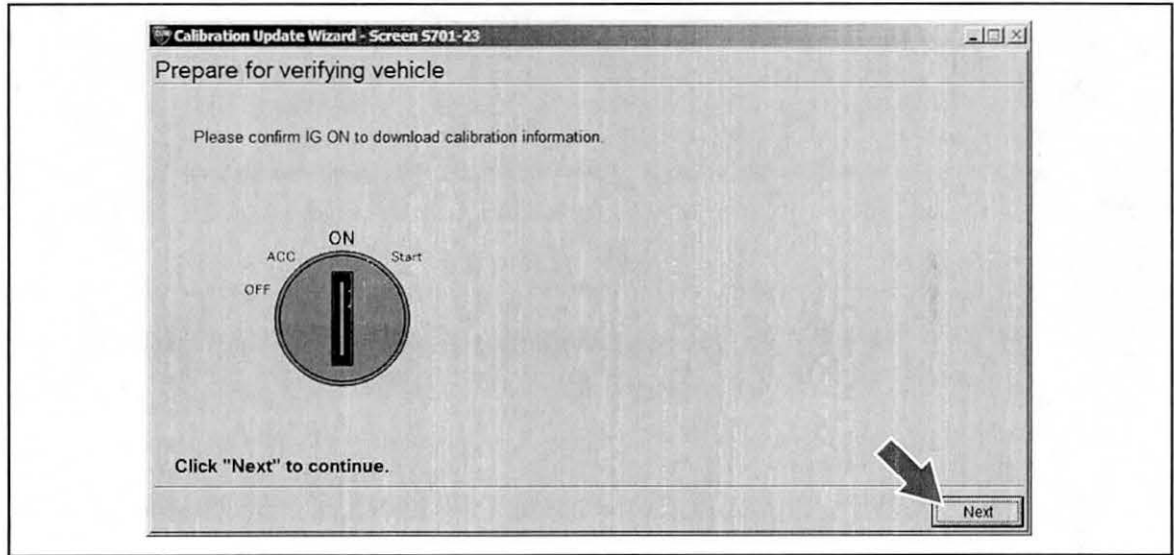 Calibration Update Wizard - Screen S701-23
Prepare for verifying vehicle
Please confirm IG ON to download calibration information.
ON
ACC
Start
OFF
Click "Next" to continue.
Next